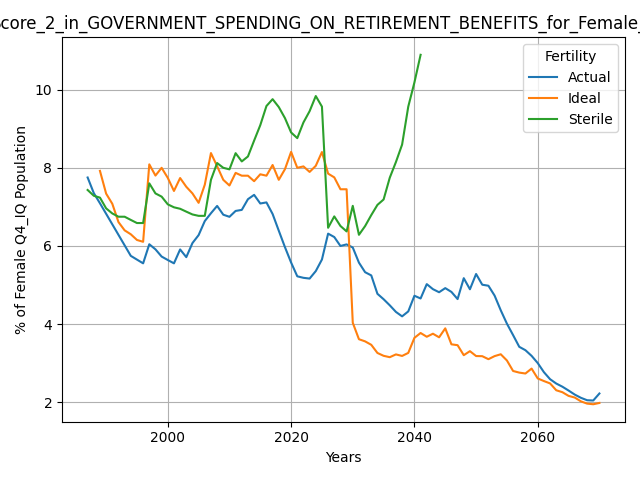 core_2_in_GOVERNMENT_SPENDING_ON_RETIREMENT_BENEFITS_for_Female_
Fertility
Actual
Ideal
Sterile
% of Female Q4_IQ Population
10
8
6
4
2
2000
2020
2040
2060
Years